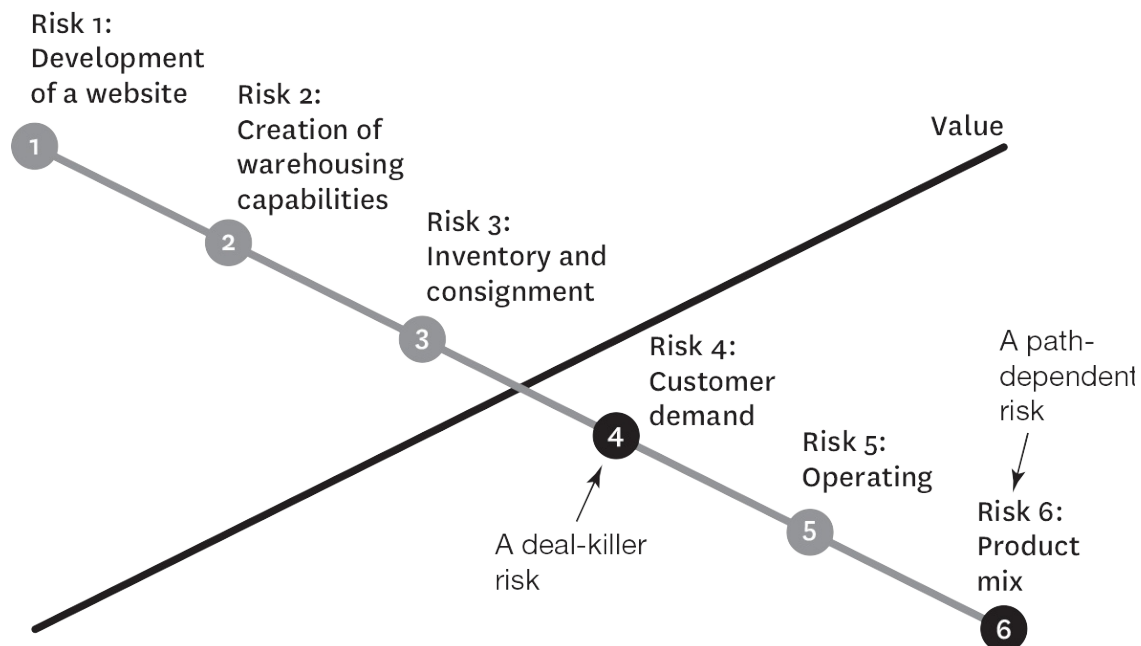 Risk 1:
Development
of a website
1
Risk 2:
Creation of
warehousing
capabilities
2
Value
Risk 3:
Inventory and
consignment
3
Risk 4:
Customer
demand
4
A deal-killer
risk
Risk 5:
Operating
5
A path-
dependent
risk
Risk 6:
Product
mix
6